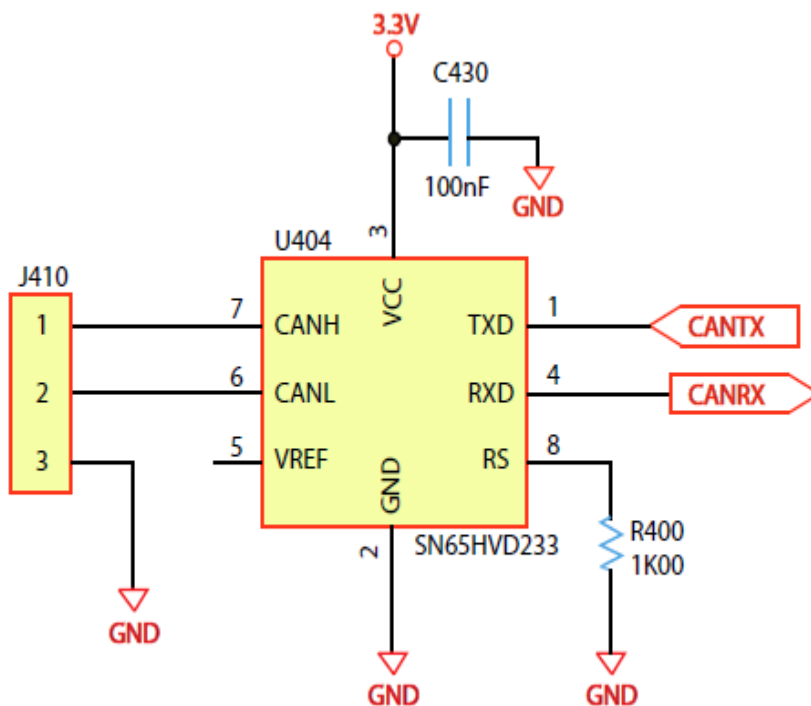 3.3V
C430
100nF
GND
3
U404
J410
VCC
1
7
CANH
TXD
1
CANTX
2
6
CANL
RXD
4
CANRX
3
5
VREF
GND
RS
8
2
SN65HVD233
R400
1K00
GND
GND
GND